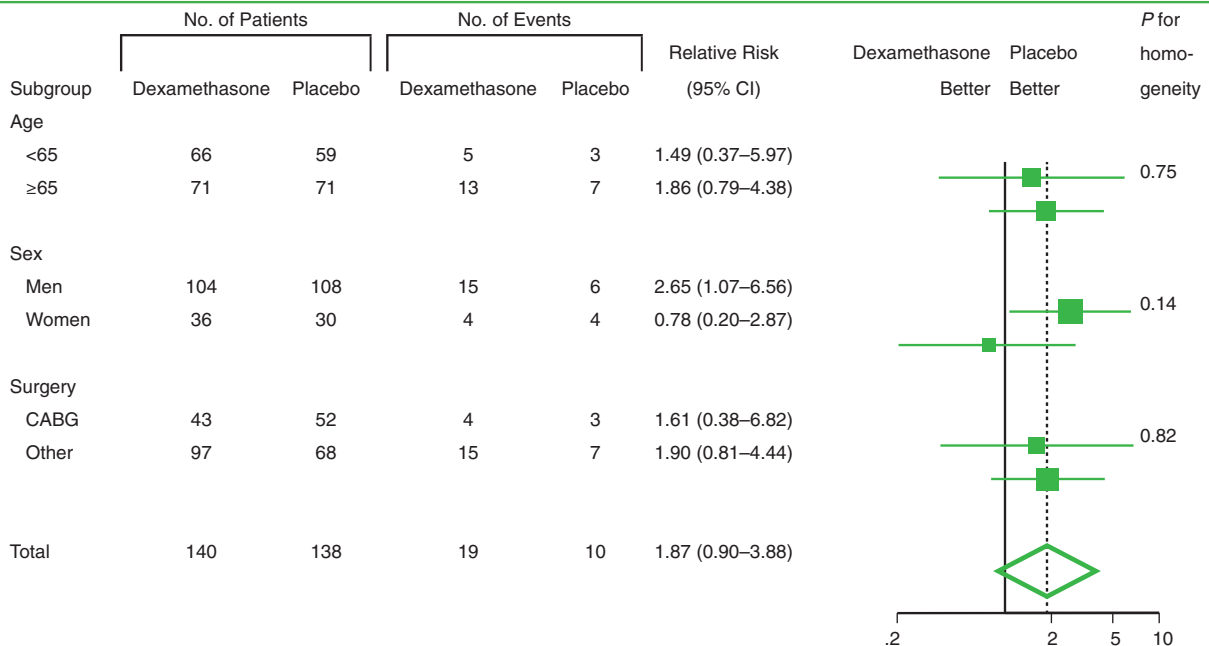 No. of Patients No. of Events P for
Relative Risk Dexamethasone Placebo homo-
Subgroup Dexamethasone Placebo Dexamethasone Placebo (95% CI) Better Better geneity
Age
<65 66 59 5 3 1.49 (0.37–5.97)
0.75
≥65 71 71 13 7 1.86 (0.79–4.38)
Sex
Men 104 108 15 6 2.65 (1.07–6.56)
0.14
Women 36 30 4 4 0.78 (0.20–2.87)
Surgery
CABG 43 52 4 3 1.61 (0.38–6.82)
0.82
Other 97 68 15 7 1.90 (0.81–4.44)
Total 140 138 19 10 1.87 (0.90–3.88)
.2 2 5 10